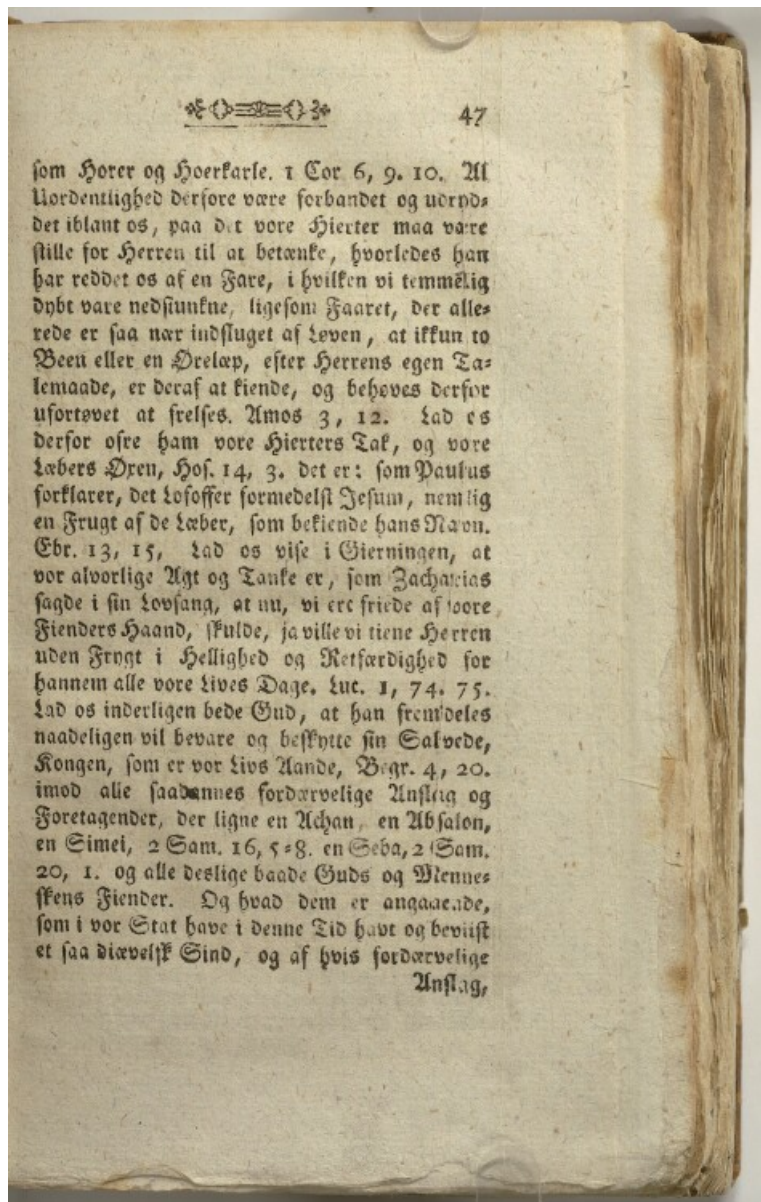 47
som Horer og Hoerkarle. 1 Cor 6, 9. 10. Al
Uordentlighed derfore være forbandet og udryd-
det iblant os, paa det vore Hierter maa være
stille for Herren til at betænke, hvorledes han
har reddet os af en Fare, i hvilken vi temmelig
dybt vare nedsiunkne, ligesom Faaret, der alle-
rede er saa nær indsluget af Løven, at ikkun to
Been eller en Ørelæp, efter Herrens egen Ta-
lemaade, er deraf at kiende, og behøves derfor
ufortøvet at frelses. Amos 3, 12. Lad os
derfor ofre ham vore Hierters Tak, og vore
Læbers Øxen, Hos. 14, 3. det er: som Paulus
forklarer, det Lofoffer formedelst Jesum, nemlig
en Frugt af de Læber, som bekiende hans Navn.
Ebr. 13, 15, Lad os vise i Gierningen, at
vor alvorlige Agt og Tanke er, som Zacharias
sagde i sin Lovsang, at nu, vi ere friede af vore
Fienders Haand, skulde, ja ville vi tiene Herren
uden Frygt i Hellighed og Retfærdighed for
hannem alle vore Lives Dage. Luc. 1, 74. 75.
Lad os inderligen bede Gud, at han fremdeles
naadeligen vil bevare og beskytte sin Salvede,
Kongen, som er vor Livs Aande, Begr. 4, 20.
imod alle saadannes fordærvelige Anslag og
Foretagender, der ligne en Achan, en Absalon,
en Simei, 2 Sam. 16, 5-8. en Seba, 2 Sam.
20, 1. og alle deslige baade Guds og Menne-
skens Fiender. Og hvad dem er angaaende,
som i vor Stat have i denne Tid havt og beviist
et saa diævelsk Sind, og af hvis fordærvelige
Anslag,